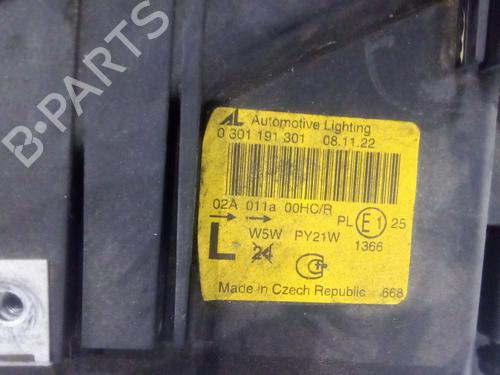 B-PARTS
AL Automotive Lighting
0 301 191 301 08.11.22
02A 011a 00HC/R
PL E1 25
L W5W PY21W 1366
24
Made in Czech Republic 668